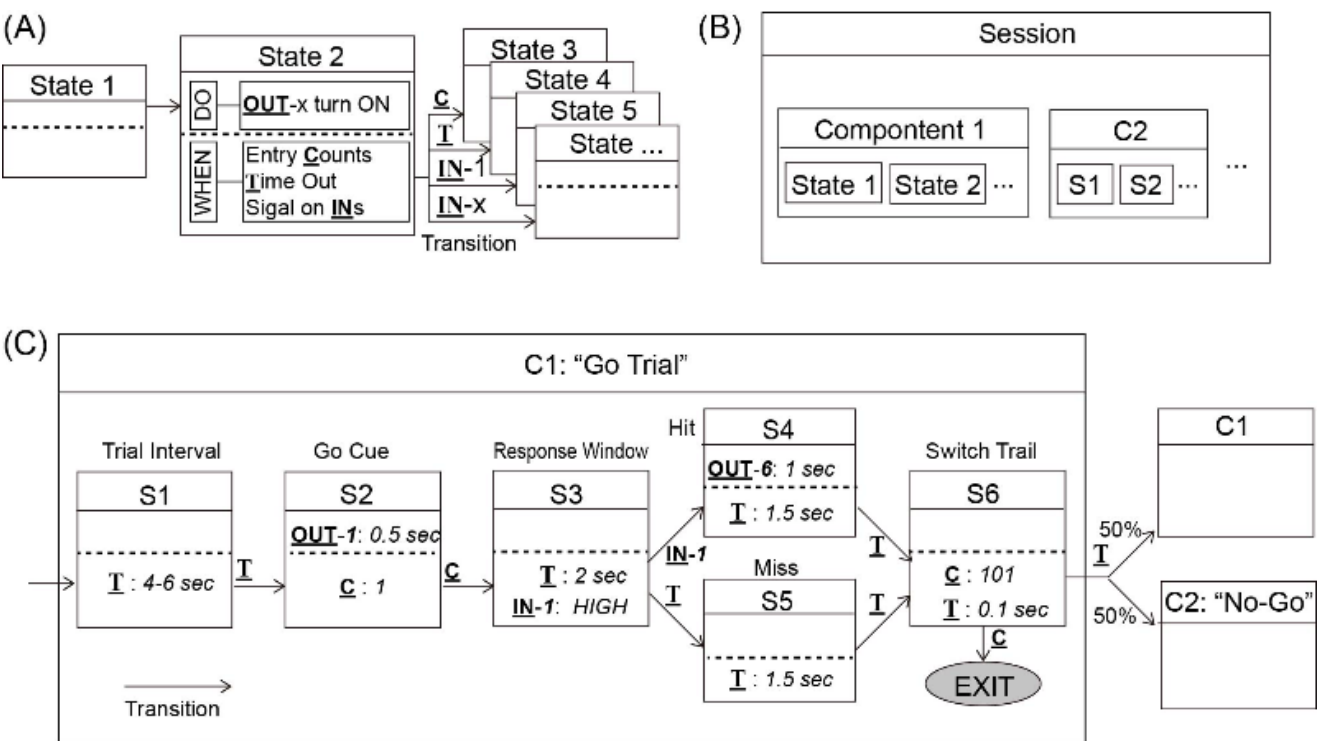 (A)
State 1
State 2
DO
OUT-x turn ON
WHEN
Entry Counts
Time Out
Sigal on INs
C
T
IN-1
IN-x
Transition
State 3
State 4
State 5
State ...
(B)
Session
Compontent 1
State 1
State 2
...
C2
S1
S2
...
...
(C)
C1: “Go Trial”
Trial Interval
S1
T : 4-6 sec
T
Go Cue
S2
OUT-1: 0.5 sec
C : 1
C
Response Window
S3
T : 2 sec
IN-1: HIGH
IN-1
T
Hit
S4
OUT-6: 1 sec
T : 1.5 sec
T
Miss
S5
T : 1.5 sec
T
Switch Trail
S6
C : 101
T : 0.1 sec
C
EXIT
T
50%
50%
C1
C2: “No-Go”
Transition